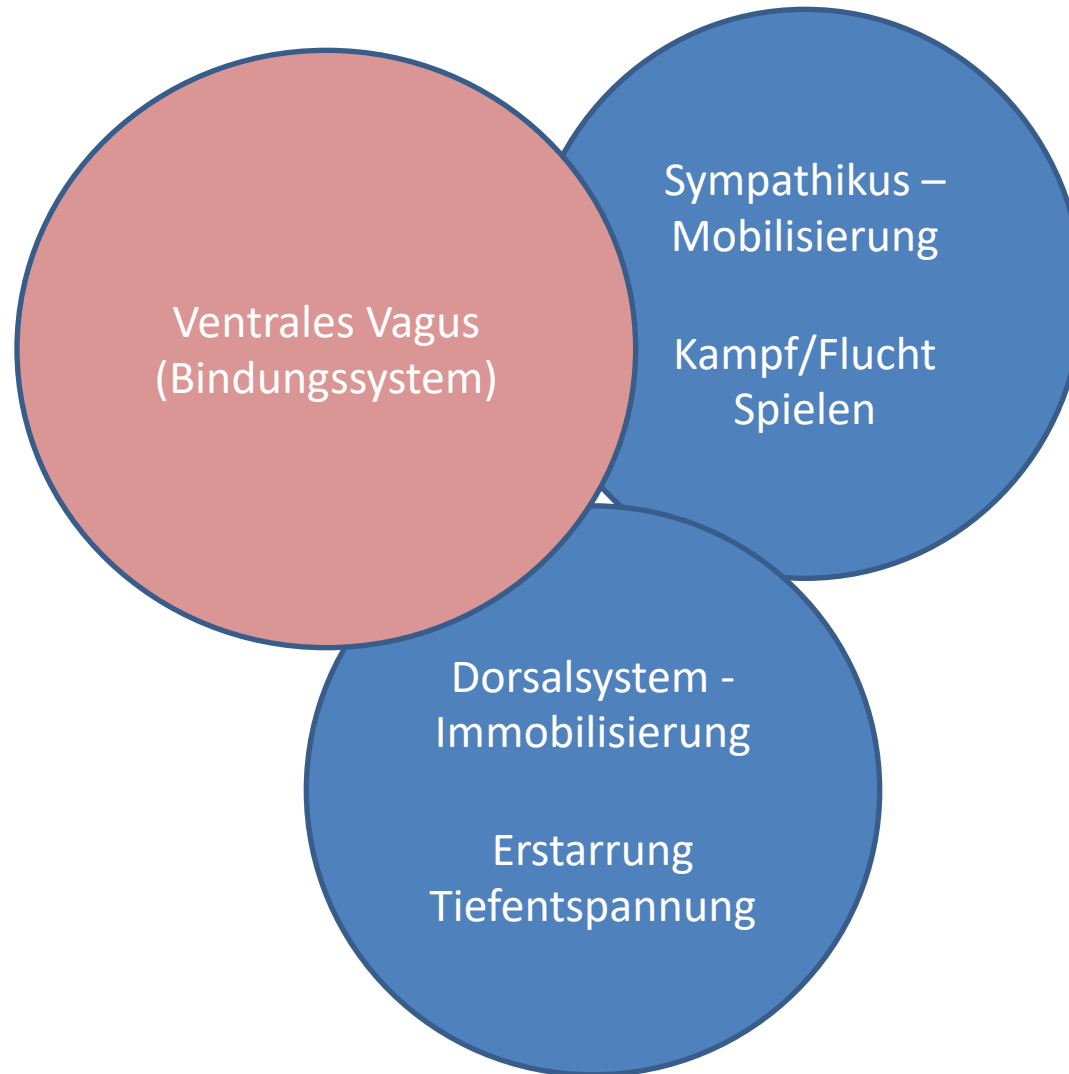 Ventrales Vagus
(Bindungssystem)
Sympathikus –
Mobilisierung
Kampf/Flucht
Spielen
Dorsalsystem -
Immobilisierung
Erstarrung
Tiefentspannung